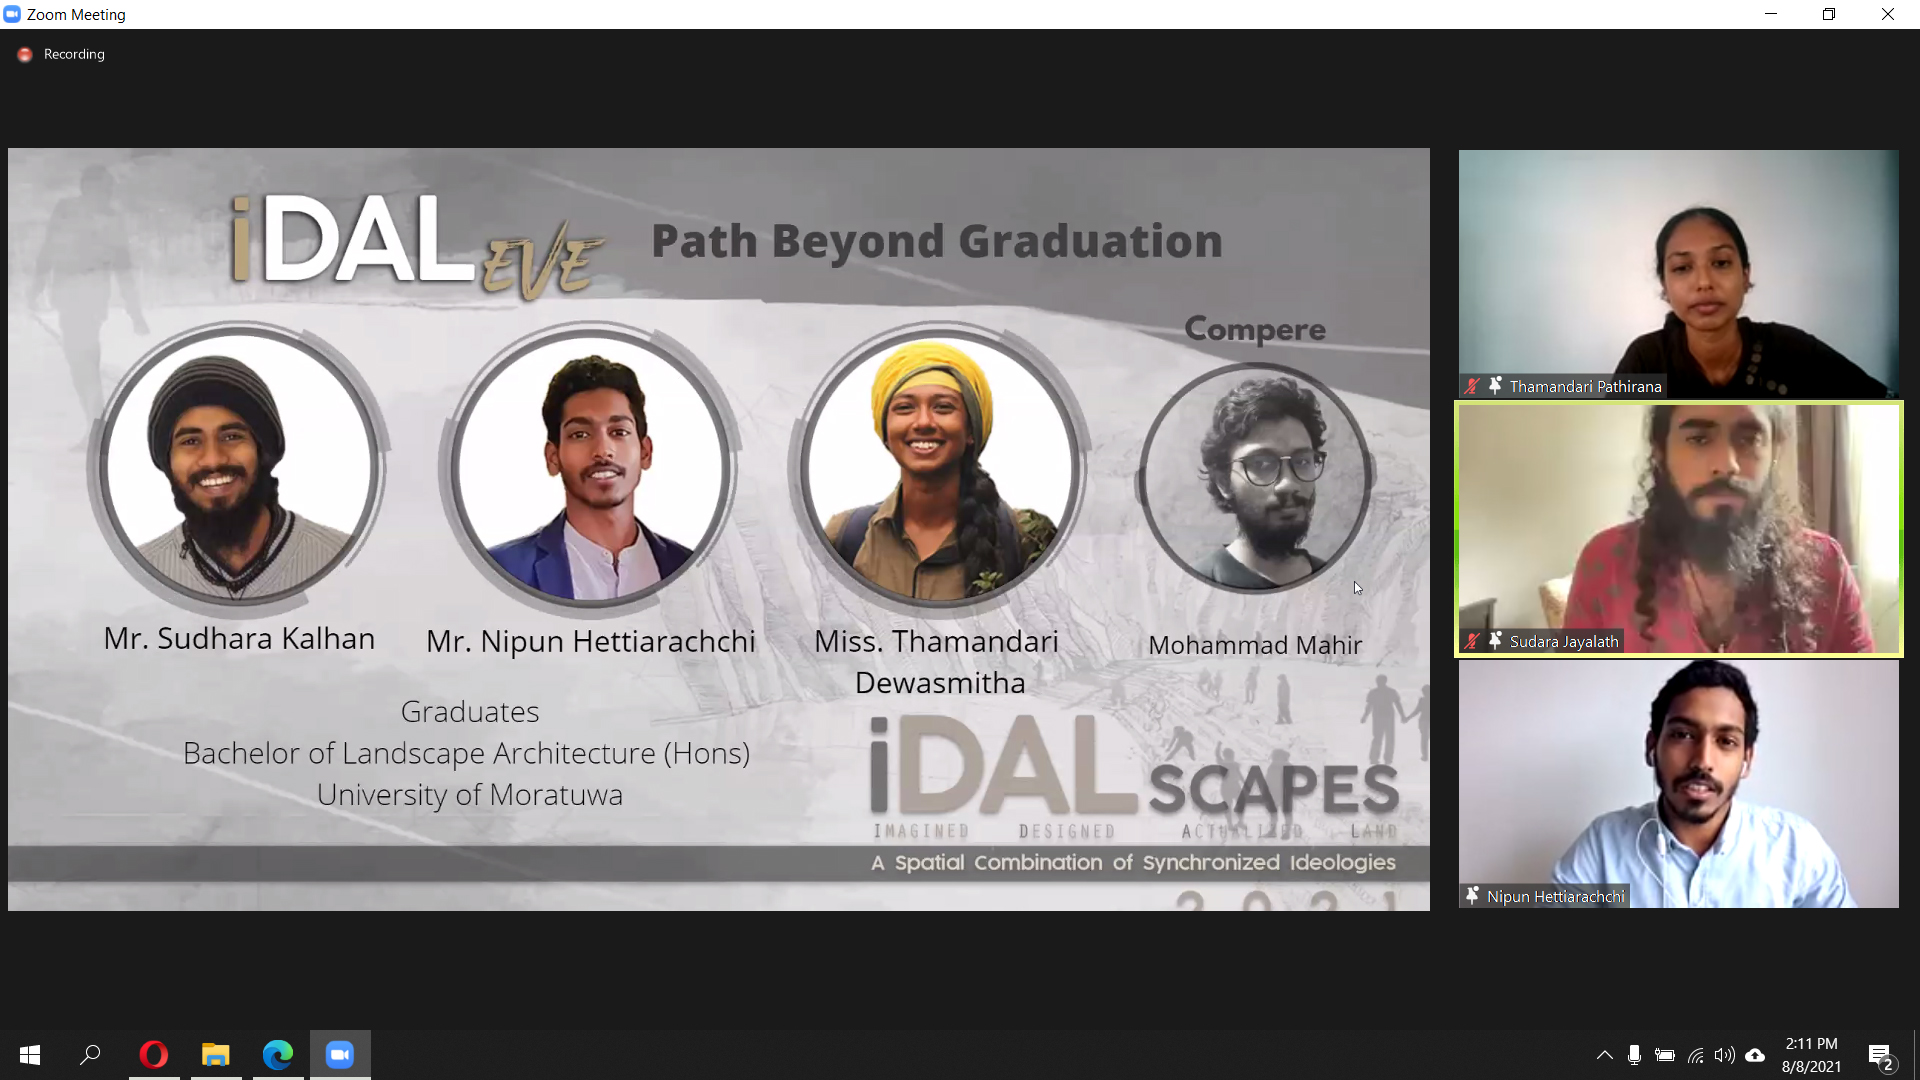 Zoom Meeting
Recording
iDAL EVE
Path Beyond Graduation
Compere
Mr. Sudhara Kalhan
Mr. Nipun Hettiarachchi
Miss. Thamandari
Dewasmitha
Mohammad Mahir
Graduates
Bachelor of Landscape Architecture (Hons)
University of Moratuwa
iDAL SCAPES
IMAGINED DESIGNED ACTUALIZED LAND
A Spatial Combination of Synchronized Ideologies
2021
Thamandari Pathirana
Sudara Jayalath
Nipun Hettiarachchi
2:11 PM
8/8/2021
2